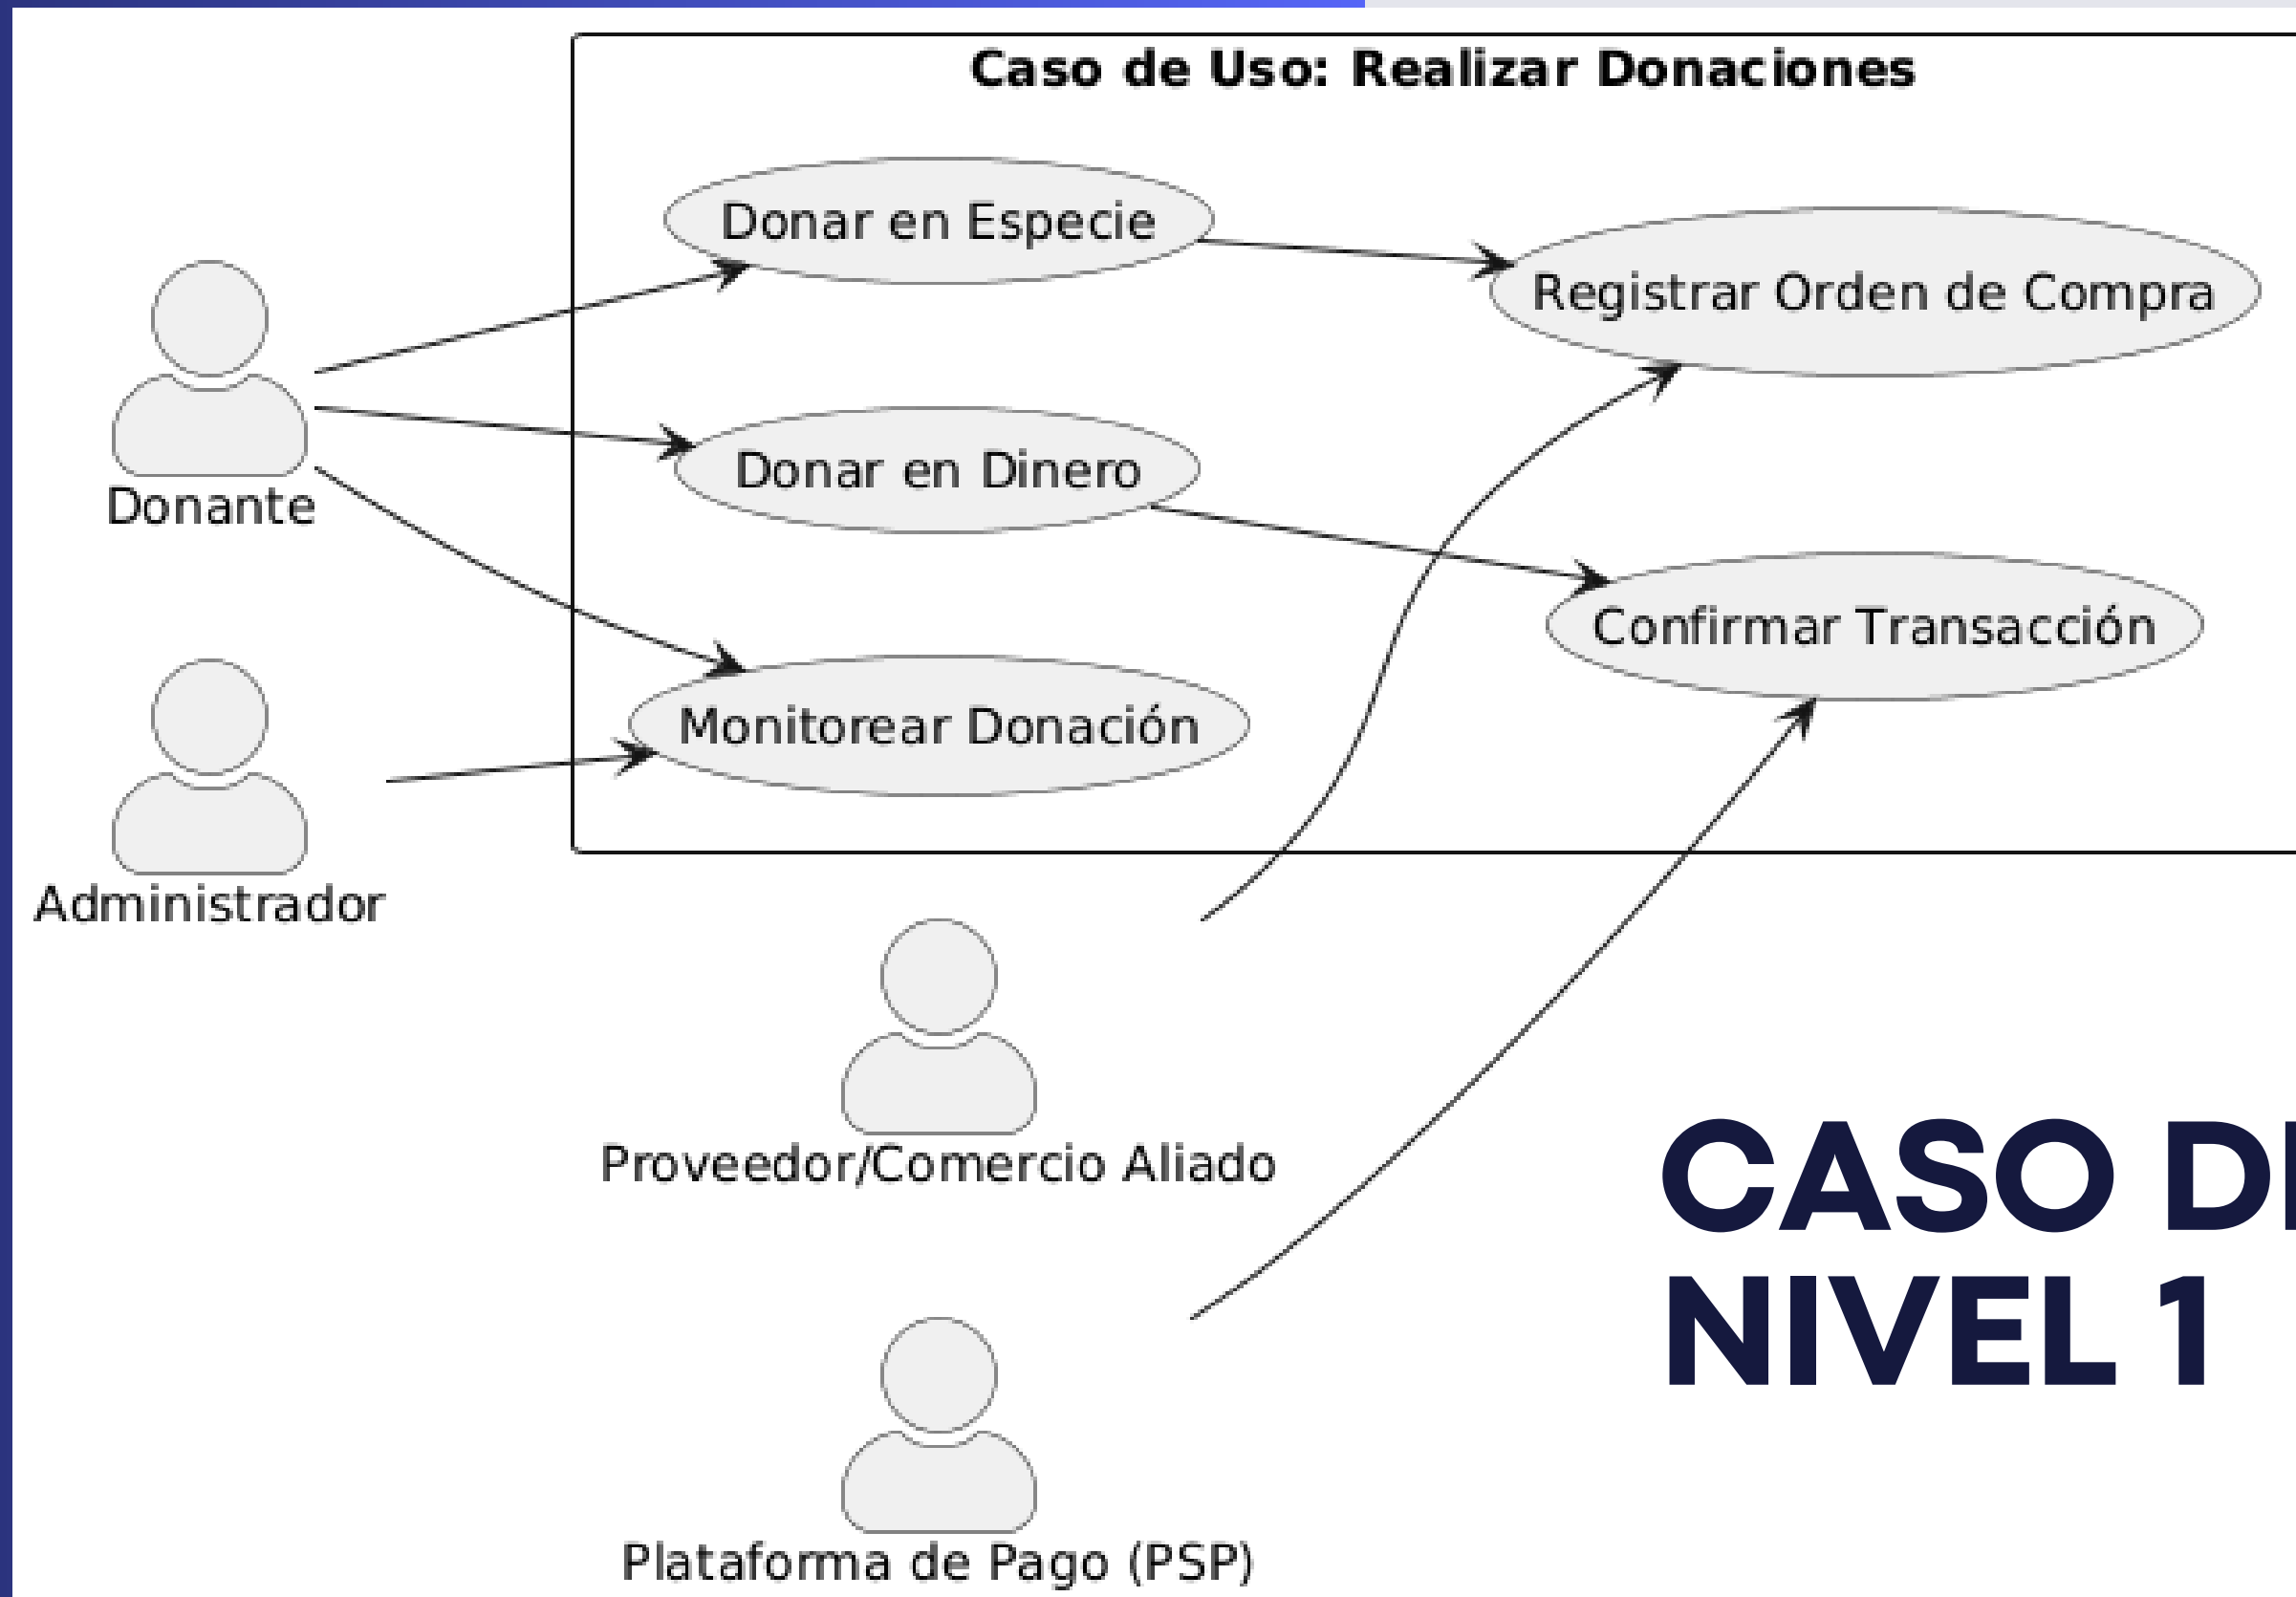 Caso de Uso: Realizar Donaciones
Donar en Especie
Registrar Orden de Compra
Donar en Dinero
Donante
Confirmar Transacción
Monitorear Donación
Administrador
Proveedor/Comercio Aliado
CASO
NIVEL 1
Plataforma de Pago (PSP)